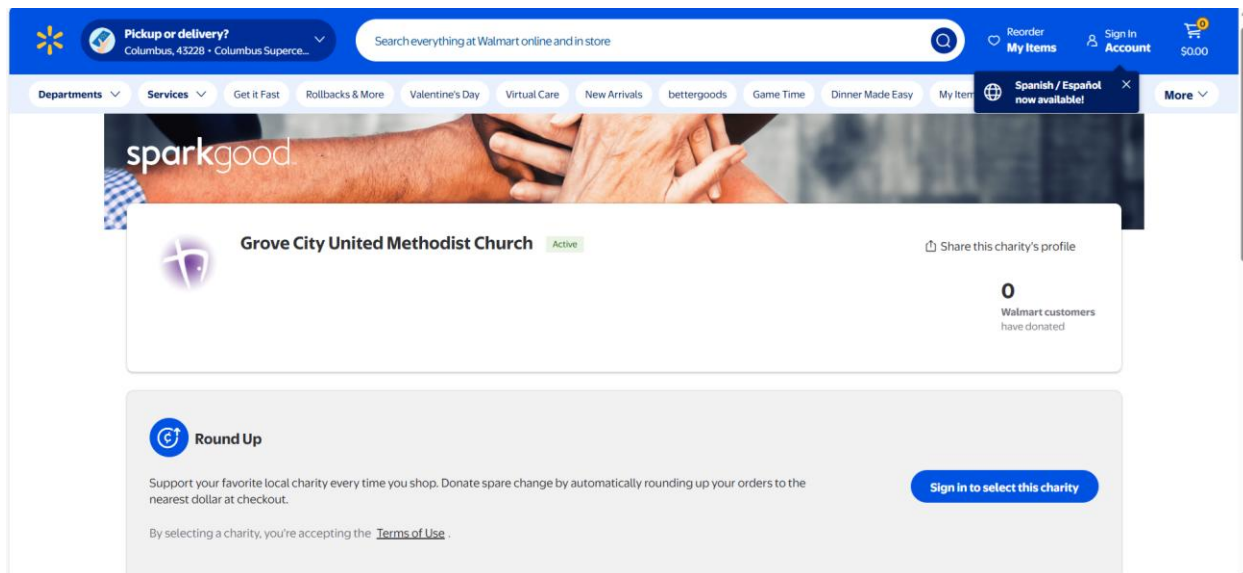 Pickup or delivery?
Columbus, 43228 • Columbus Superce...
Search everything at Walmart online and in store
Reorder
My Items
Sign In
Account
0
$0.00
Departments
Services
Get it Fast
Rollbacks & More
Valentine's Day
Virtual Care
New Arrivals
bettergoods
Game Time
Dinner Made Easy
My Item
Spanish / Español
now available!
More
sparkgood
Grove City United Methodist Church
Active
Share this charity's profile
0
Walmart customers
have donated
Round Up
Support your favorite local charity every time you shop. Donate spare change by automatically rounding up your orders to the
nearest dollar at checkout.
Sign in to select this charity
By selecting a charity, you're accepting the Terms of Use .